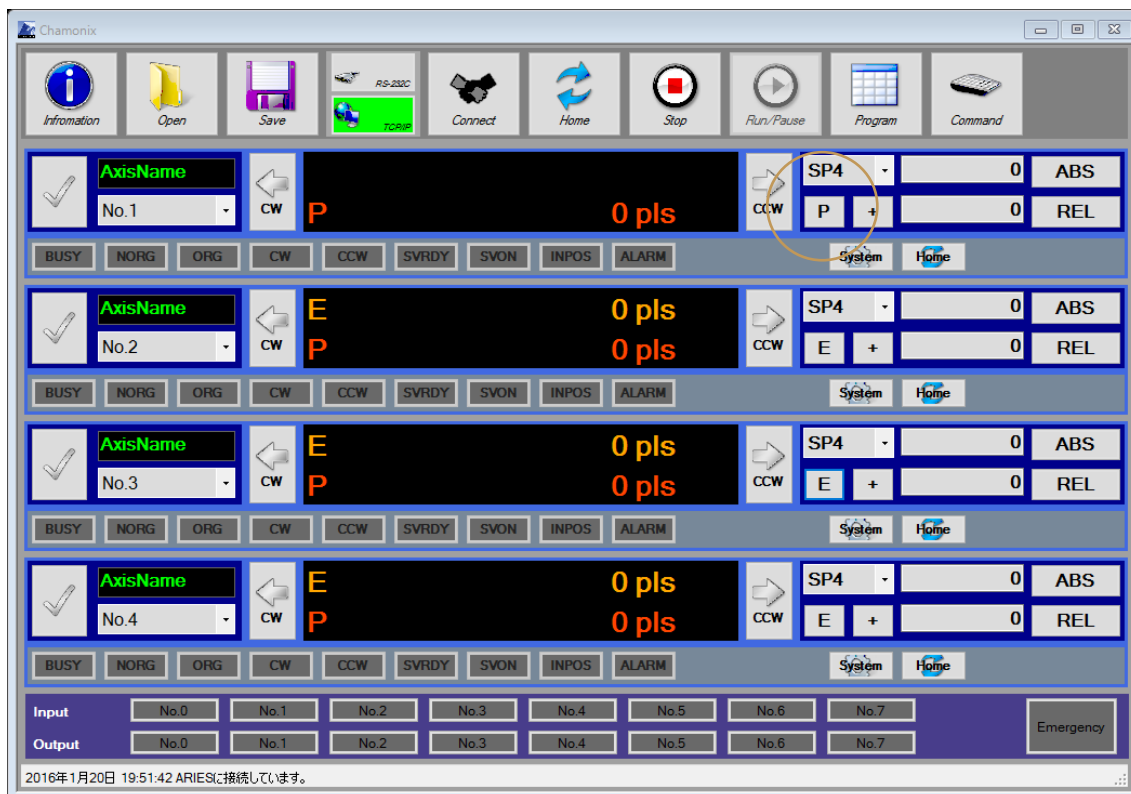 Chamonix
Infromation Open Save RS-232C TCP/IP Connect Home Stop Run/Pause Program Command
AxisName SP4 0 ABS
No.1 CW P 0 pls CCW P + 0 REL
BUSY NORG ORG CW CCW SVRDY SVON INPOS ALARM System Home
AxisName E 0 pls SP4 0 ABS
No.2 CW P 0 pls CCW E + 0 REL
BUSY NORG ORG CW CCW SVRDY SVON INPOS ALARM System Home
AxisName E 0 pls SP4 0 ABS
No.3 CW P 0 pls CCW E + 0 REL
BUSY NORG ORG CW CCW SVRDY SVON INPOS ALARM System Home
AxisName E 0 pls SP4 0 ABS
No.4 CW P 0 pls CCW E + 0 REL
BUSY NORG ORG CW CCW SVRDY SVON INPOS ALARM System Home
Input No.0 No.1 No.2 No.3 No.4 No.5 No.6 No.7
Output No.0 No.1 No.2 No.3 No.4 No.5 No.6 No.7
Emergency
2016年1月20日 19:51:42 ARIESに接続しています。